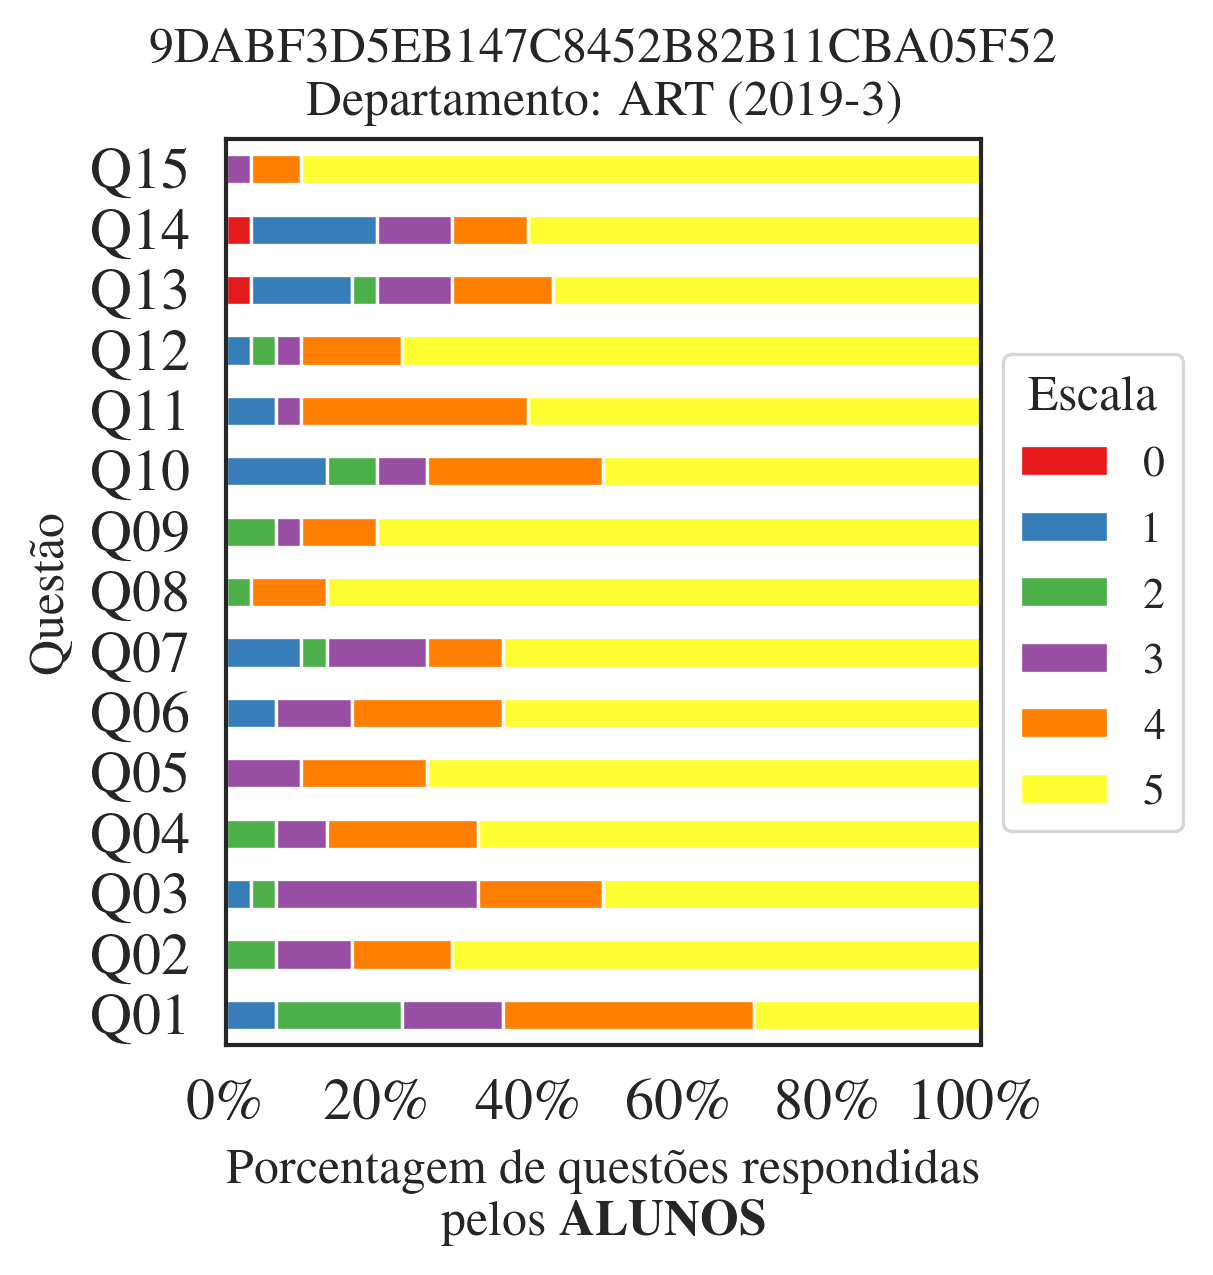 9DABF3D5EB147C8452B82B11CBA05F52
Departamento: ART (2019-3)
Questão
Q15
Q14
Q13
Q12
Q11
Q10
Q09
Q08
Q07
Q06
Q05
Q04
Q03
Q02
Q01
0% 20% 40% 60% 80% 100%
Porcentagem de questões respondidas
pelos ALUNOS
Escala
0
1
2
3
4
5